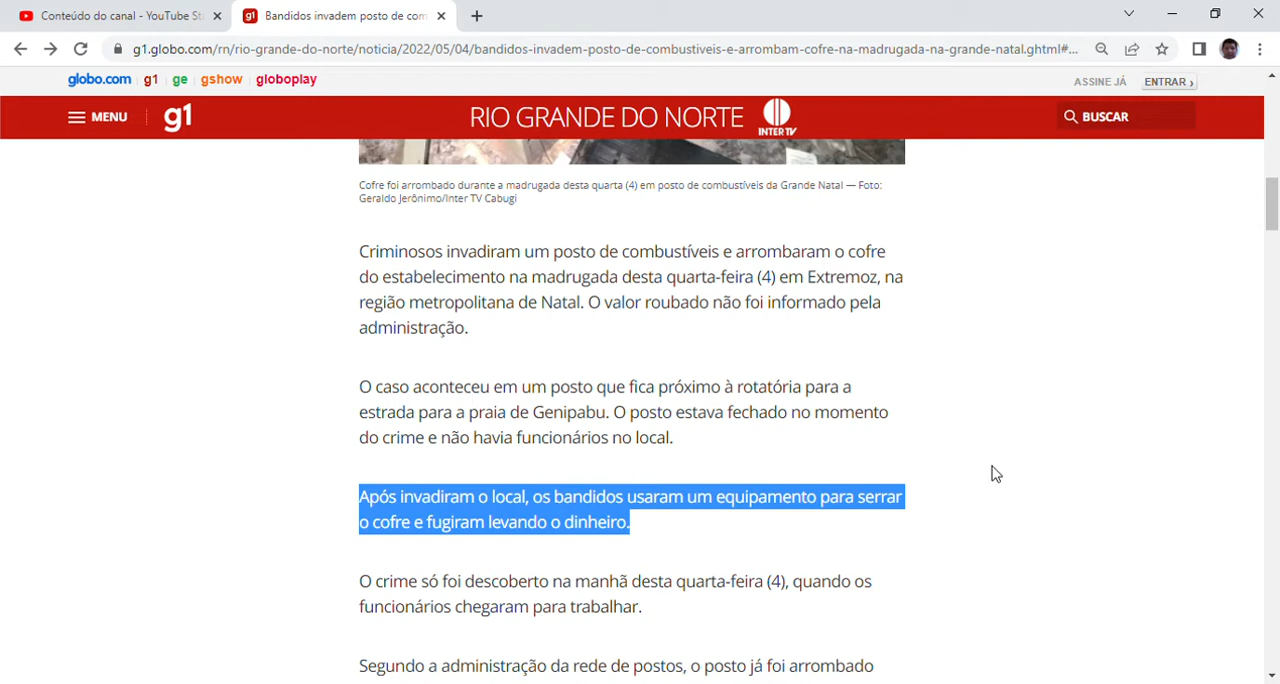 Conteúdo do canal - YouTube St
Bandidos invadem posto de com
g1.globo.com/rn/rio-grande-do-norte/noticia/2022/05/04/bandidos-invadem-posto-de-combustiveis-e-arrombam-cofre-na-madrugada-na-grande-natal.ghtml#...
globo.com g1 ge gshow globoplay
ASSINE JÁ ENTRAR ›
MENU g1 RIO GRANDE DO NORTE INTER TV BUSCAR
Cofre foi arrombado durante a madrugada desta quarta (4) em posto de combustíveis da Grande Natal — Foto:
Geraldo Jerônimo/Inter TV Cabugi
Criminosos invadiram um posto de combustíveis e arrombaram o cofre
do estabelecimento na madrugada desta quarta-feira (4) em Extremoz, na
região metropolitana de Natal. O valor roubado não foi informado pela
administração.
O caso aconteceu em um posto que fica próximo à rotatória para a
estrada para a praia de Genipabu. O posto estava fechado no momento
do crime e não havia funcionários no local.
Após invadiram o local, os bandidos usaram um equipamento para serrar
o cofre e fugiram levando o dinheiro.
O crime só foi descoberto na manhã desta quarta-feira (4), quando os
funcionários chegaram para trabalhar.
Segundo a administração da rede de postos, o posto já foi arrombado